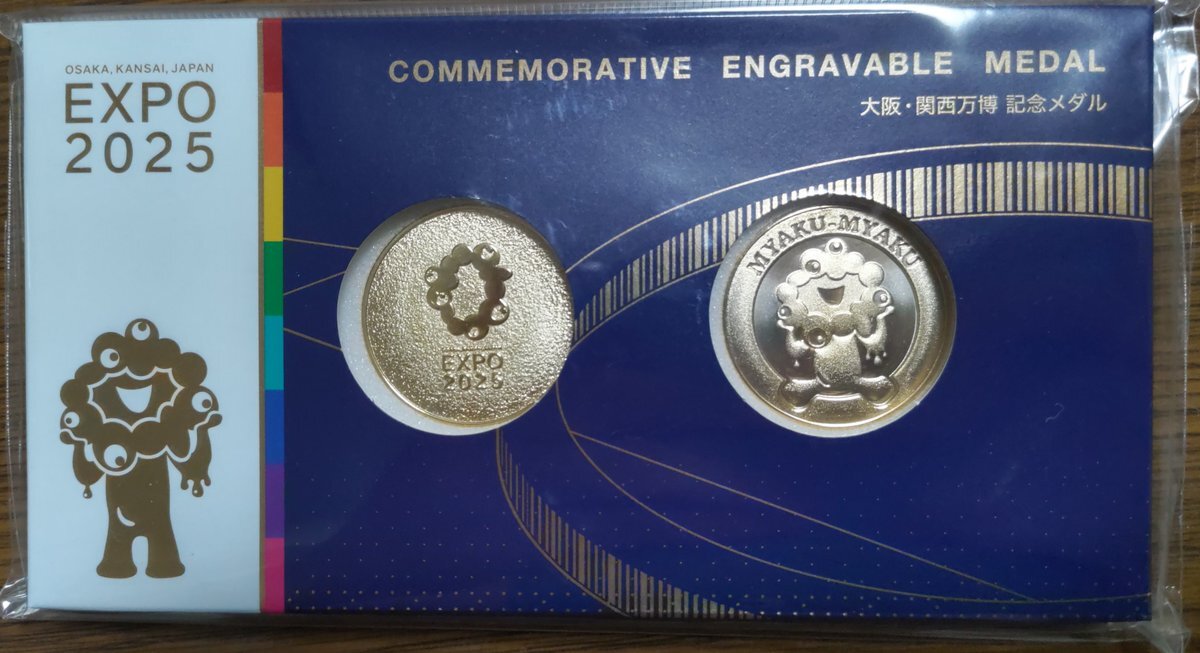 OSAKA, KANSAI, JAPAN
EXPO
2025
COMMEMORATIVE ENGRAVABLE MEDAL
大阪・関西万博 記念メダル
EXPO
2025
MYAKU-MYAKU